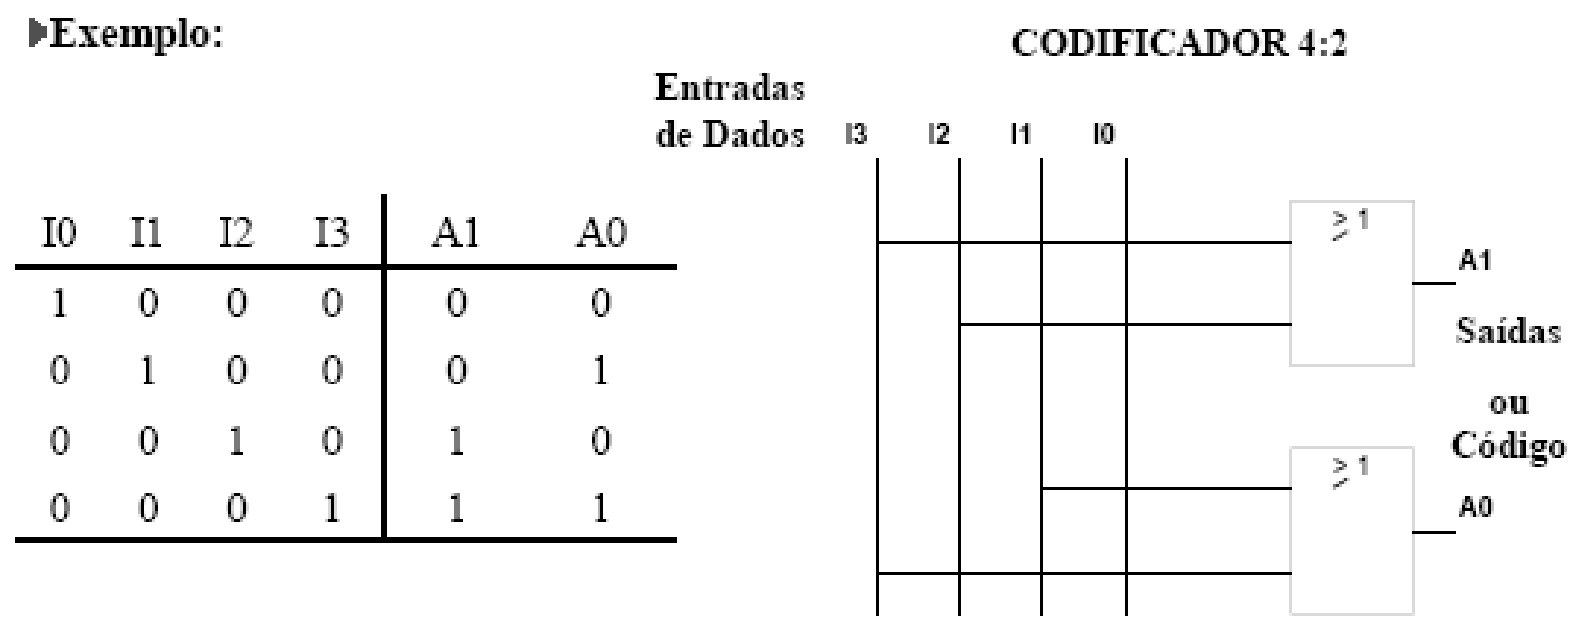 Exemplo:
CODIFICADOR 4:2
Entradas
de Dados
I3 I2 I1 I0
I0 I1 I2 I3 A1 A0
1 0 0 0 0 0
0 1 0 0 0 1
0 0 1 0 1 0
0 0 0 1 1 1
≥ 1
A1
Saídas
ou
Código
≥ 1
A0